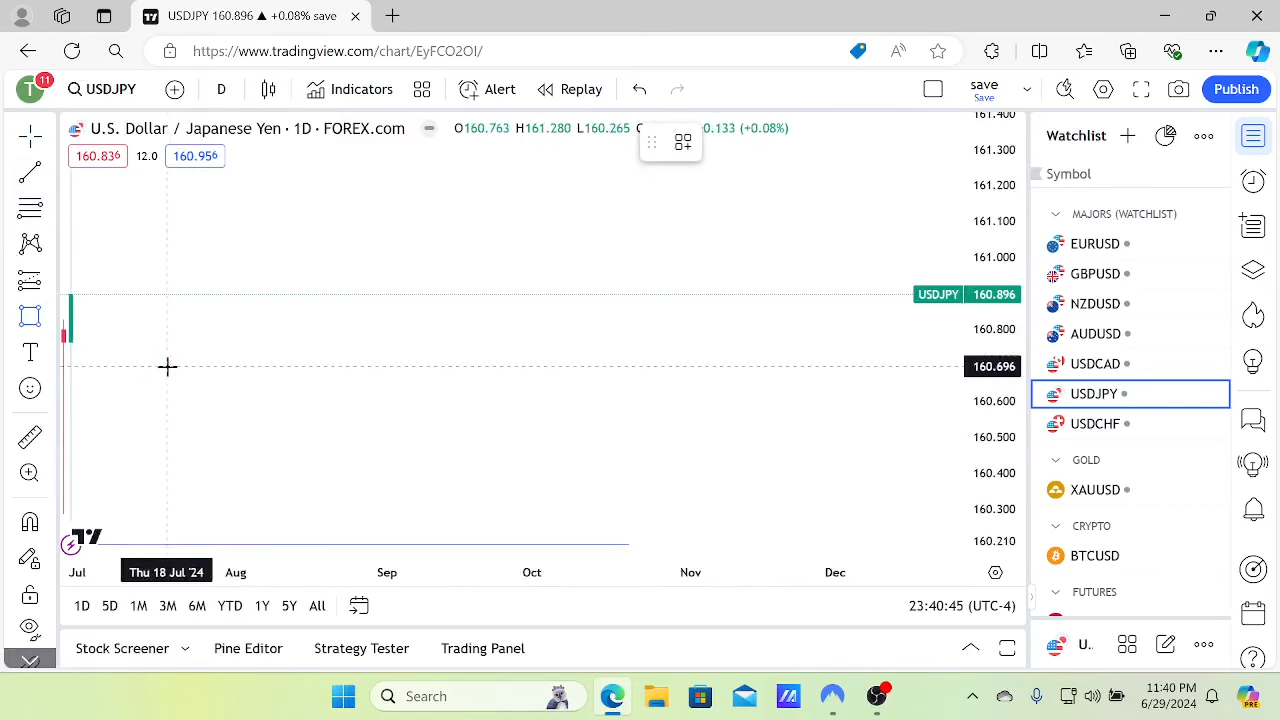 USDJPY 160.896 ▲ +0.08% save
https://www.tradingview.com/chart/EyFCO2OI/
T 11 USDJPY D Indicators Alert Replay save Save Publish
U.S. Dollar / Japanese Yen · 1D · FOREX.com O160.763 H161.280 L160.265 0.133 (+0.08%)
160.836 12.0 160.956
161.400
161.300
161.200
161.100
161.000
USDJPY 160.896
160.800
160.696
160.600
160.500
160.400
160.300
160.210
Jul Thu 18 Jul '24 Aug Sep Oct Nov Dec
1D 5D 1M 3M 6M YTD 1Y 5Y All 23:40:45 (UTC-4)
Stock Screener Pine Editor Strategy Tester Trading Panel
Watchlist
Symbol
MAJORS (WATCHLIST)
EURUSD
GBPUSD
NZDUSD
AUDUSD
USDCAD
USDJPY
USDCHF
GOLD
XAUUSD
CRYPTO
BTCUSD
FUTURES
U..
Search
11:40 PM
6/29/2024
PRE